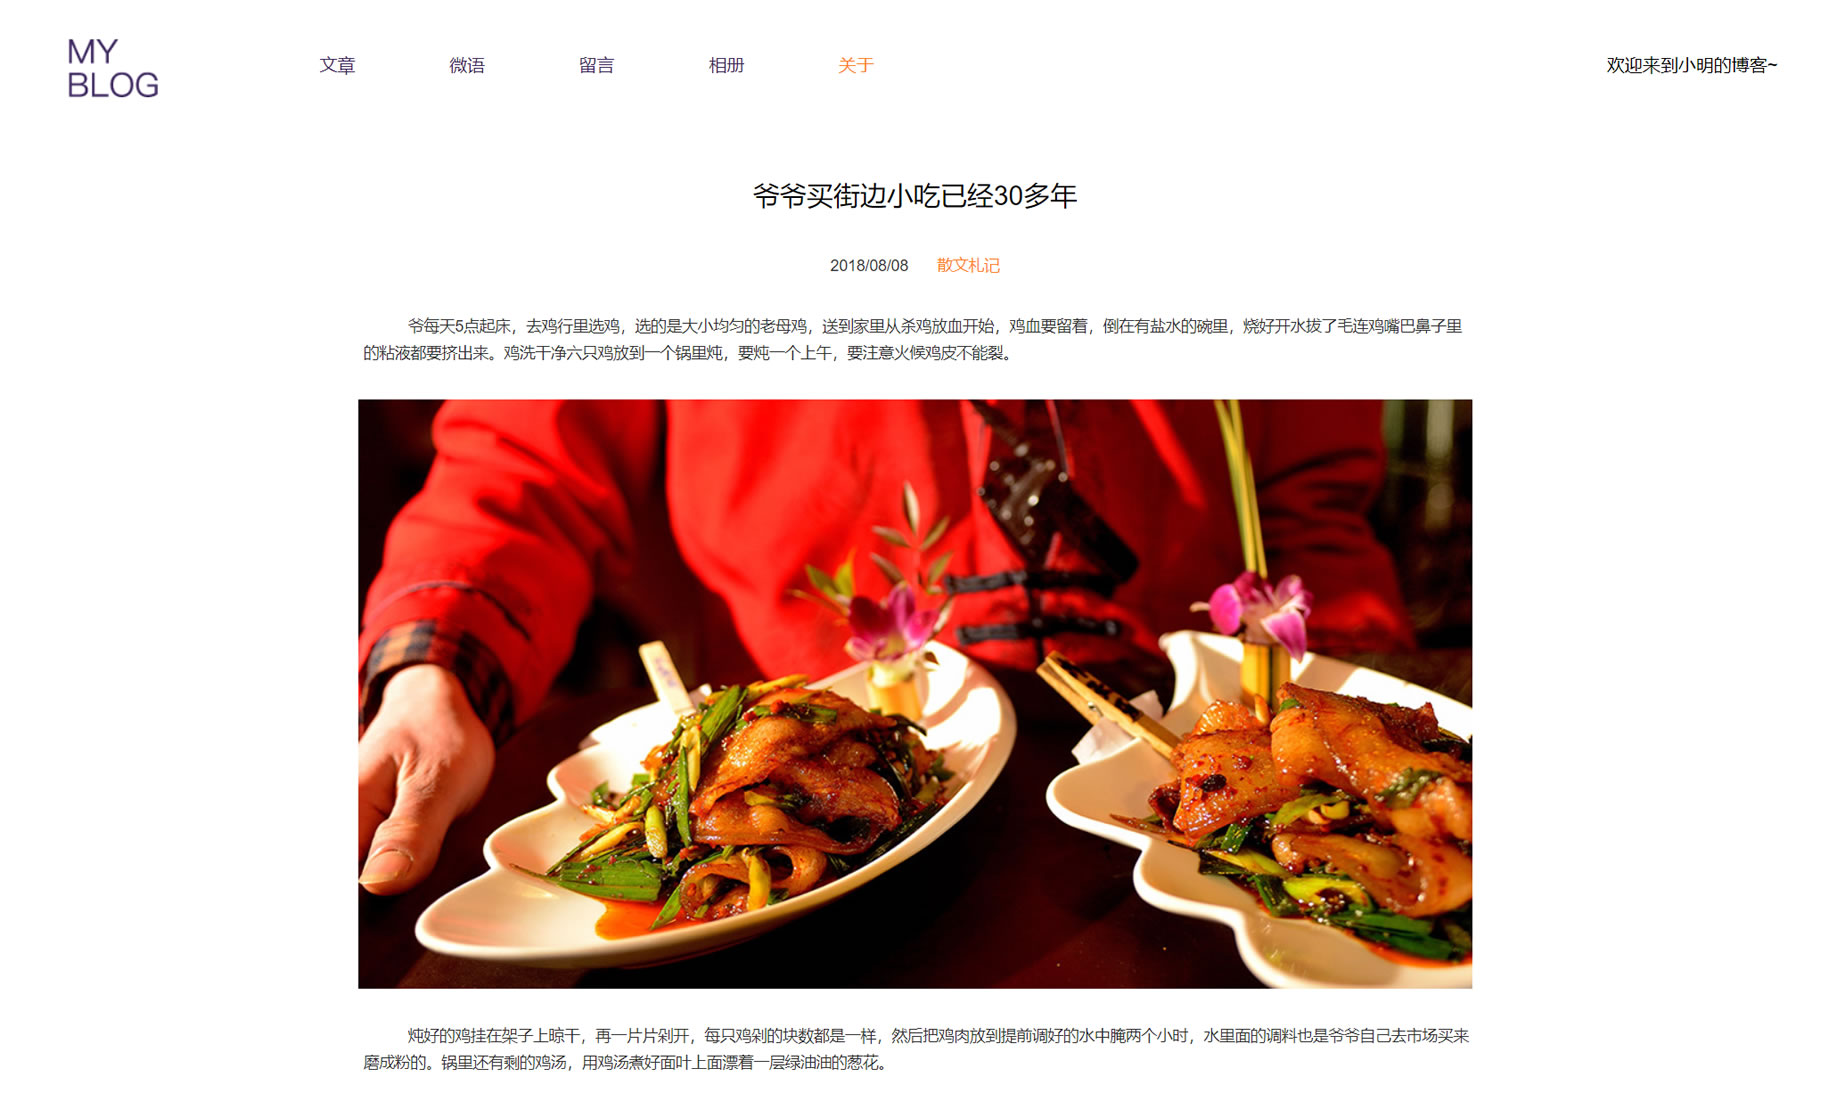 MY
BLOG
文章
微语
留言
相册
关于
欢迎来到小明的博客~
爷爷买街边小吃已经30多年
2018/08/08 散文札记
爷每天5点起床，去鸡行里选鸡，选的是大小均匀的老母鸡，送到家里从杀鸡放血开始，鸡血要留着，倒在有盐水的碗里，烧好开水拔了毛连鸡嘴巴鼻子里
的粘液都要挤出来。鸡洗干净六只鸡放到一个锅里炖，要炖一个上午，要注意火候鸡皮不能裂。
炖好的鸡挂在架子上晾干，再一片片剁开，每只鸡剁的块数都是一样，然后把鸡肉放到提前调好的水中腌两个小时，水里面的调料也是爷爷自己去市场买来
磨成粉的。锅里还有剩的鸡汤，用鸡汤煮好面叶上面漂着一层绿油油的葱花。